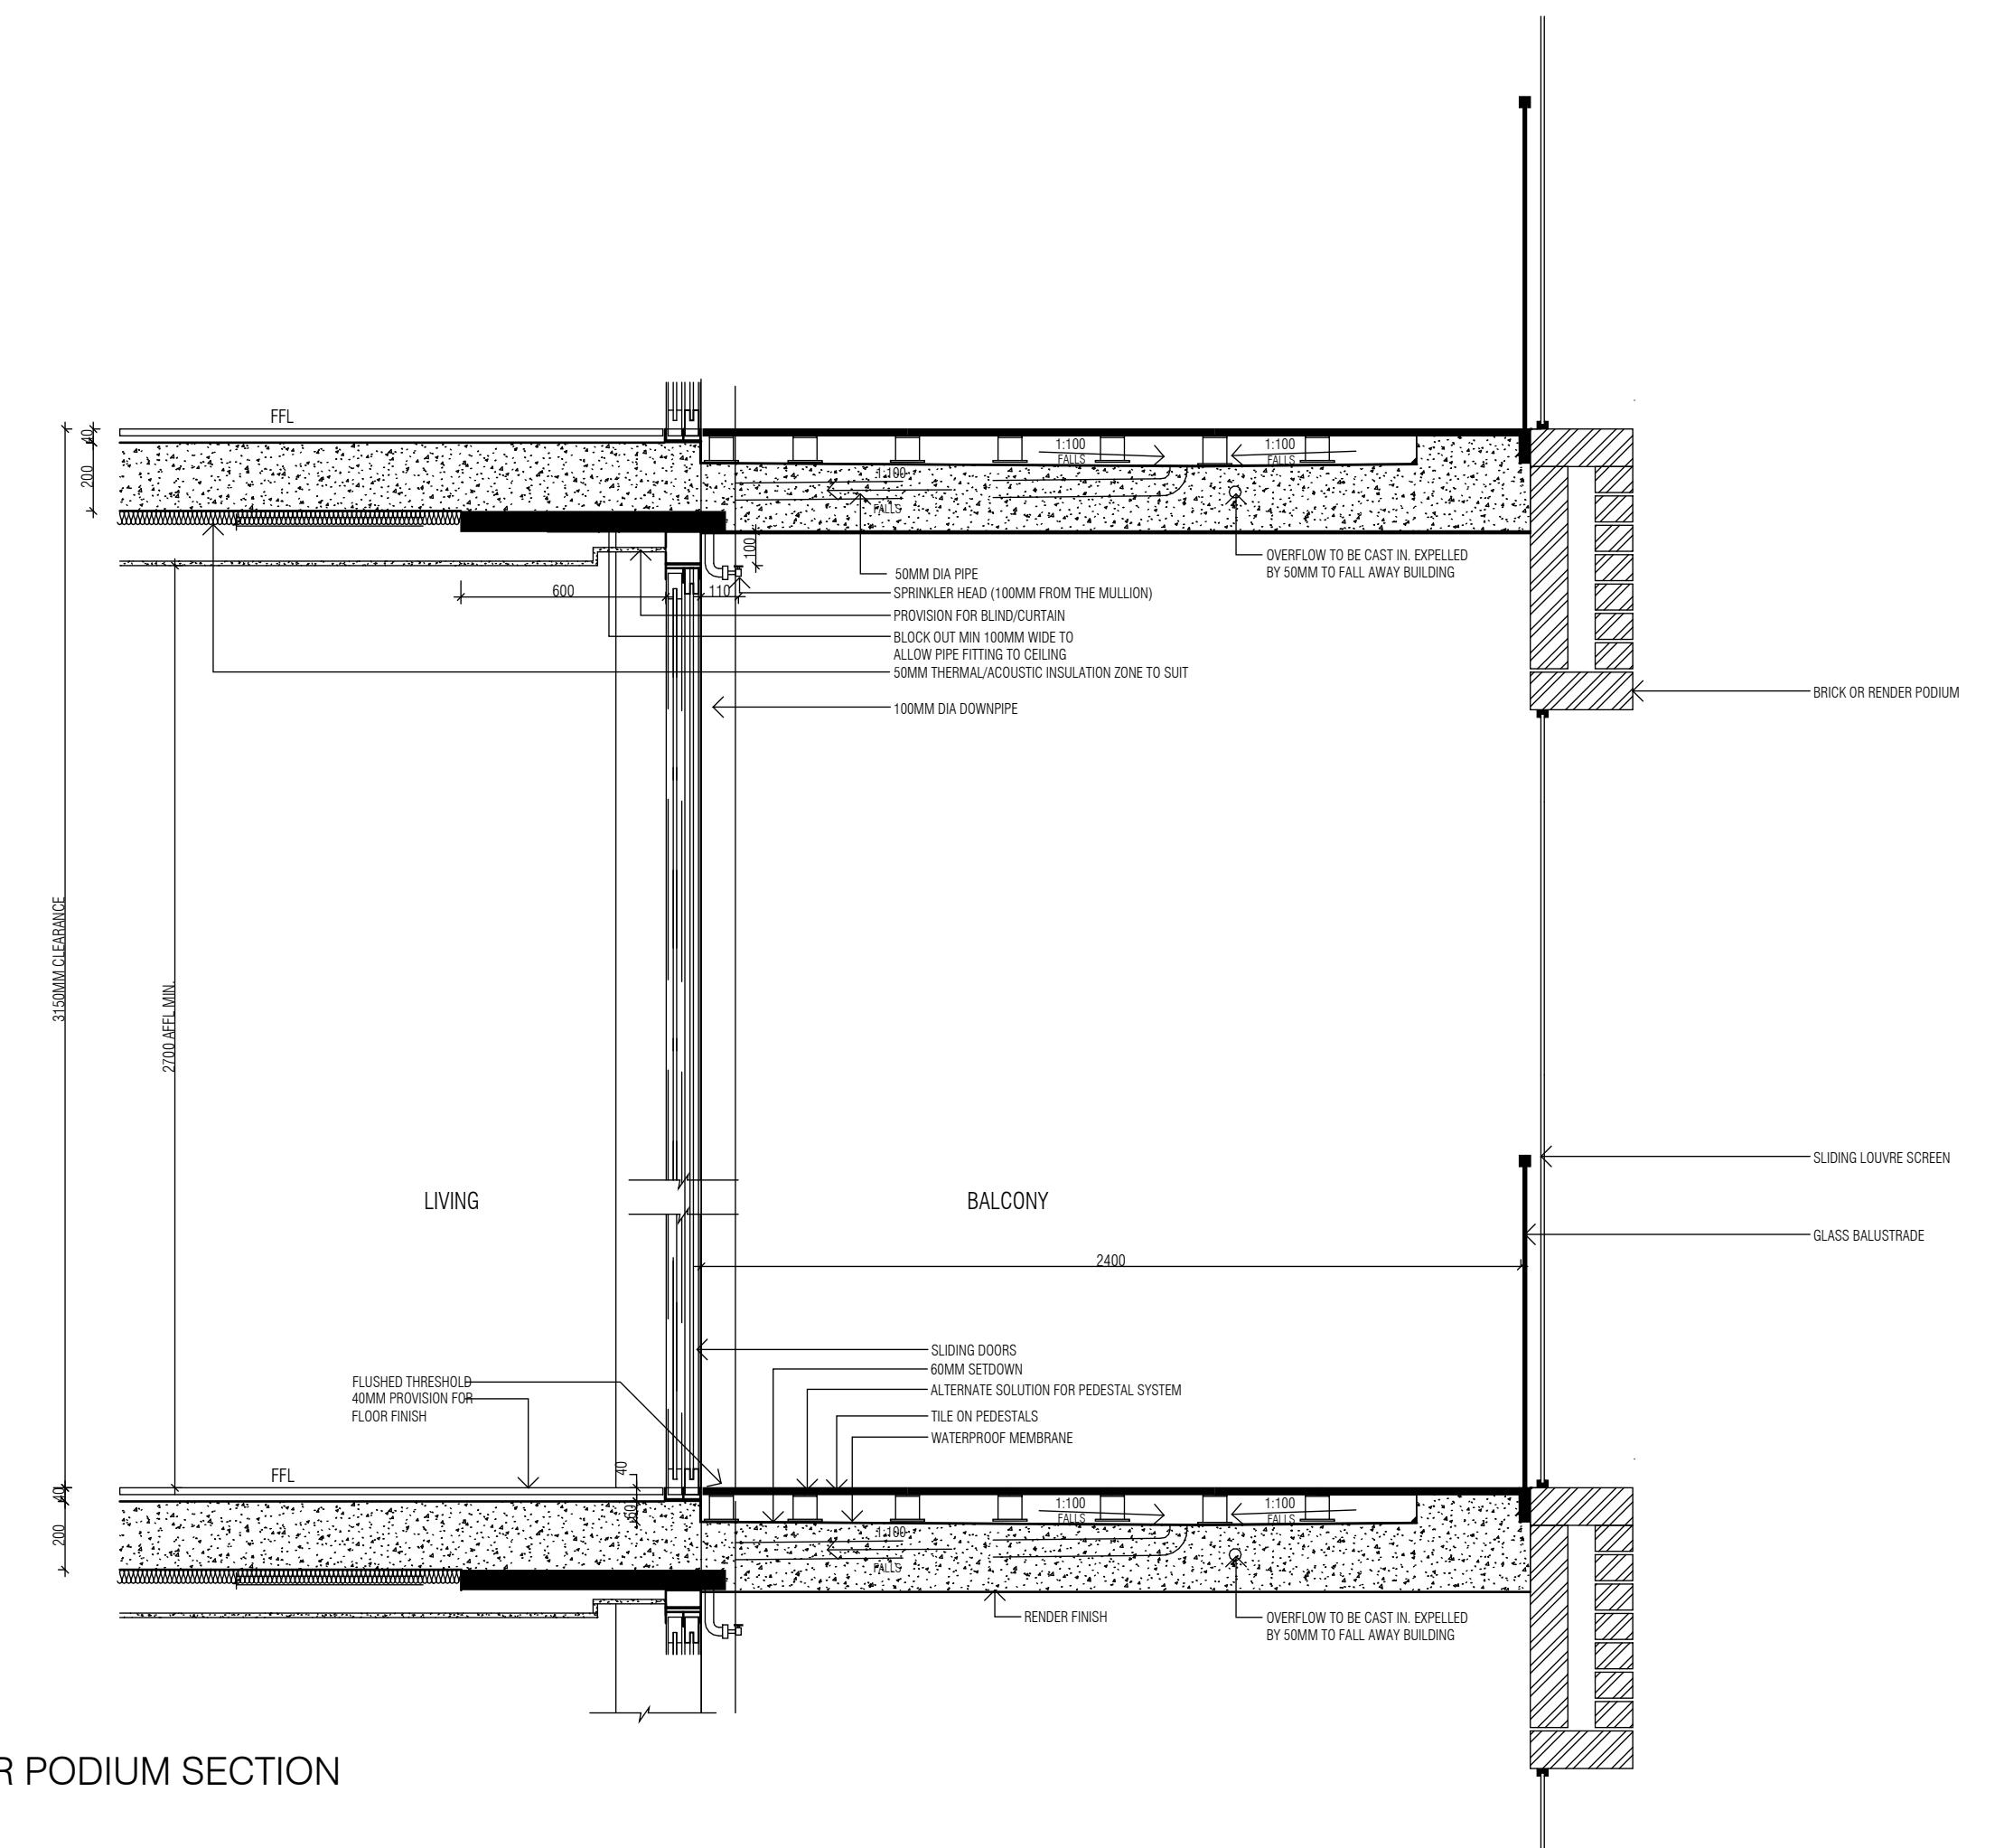 FFL
40
200
1:100
FALLS
1:100
FALLS
1:100
FALLS
100
600
110
50MM DIA PIPE
SPRINKLER HEAD (100MM FROM THE MULLION)
PROVISION FOR BLIND/CURTAIN
BLOCK OUT MIN 100MM WIDE TO
ALLOW PIPE FITTING TO CEILING
50MM THERMAL/ACOUSTIC INSULATION ZONE TO SUIT
100MM DIA DOWNPIPE
OVERFLOW TO BE CAST IN. EXPELLED
BY 50MM TO FALL AWAY BUILDING
BRICK OR RENDER PODIUM
3150MM CLEARANCE
2700 AFFL MIN.
SLIDING LOUVRE SCREEN
LIVING
BALCONY
GLASS BALUSTRADE
2400
SLIDING DOORS
60MM SETDOWN
ALTERNATE SOLUTION FOR PEDESTAL SYSTEM
TILE ON PEDESTALS
WATERPROOF MEMBRANE
FLUSHED THRESHOLD
40MM PROVISION FOR
FLOOR FINISH
FFL
40
60
40
200
1:100
FALLS
1:100
FALLS
1:100
FALLS
RENDER FINISH
OVERFLOW TO BE CAST IN. EXPELLED
BY 50MM TO FALL AWAY BUILDING
R PODIUM SECTION